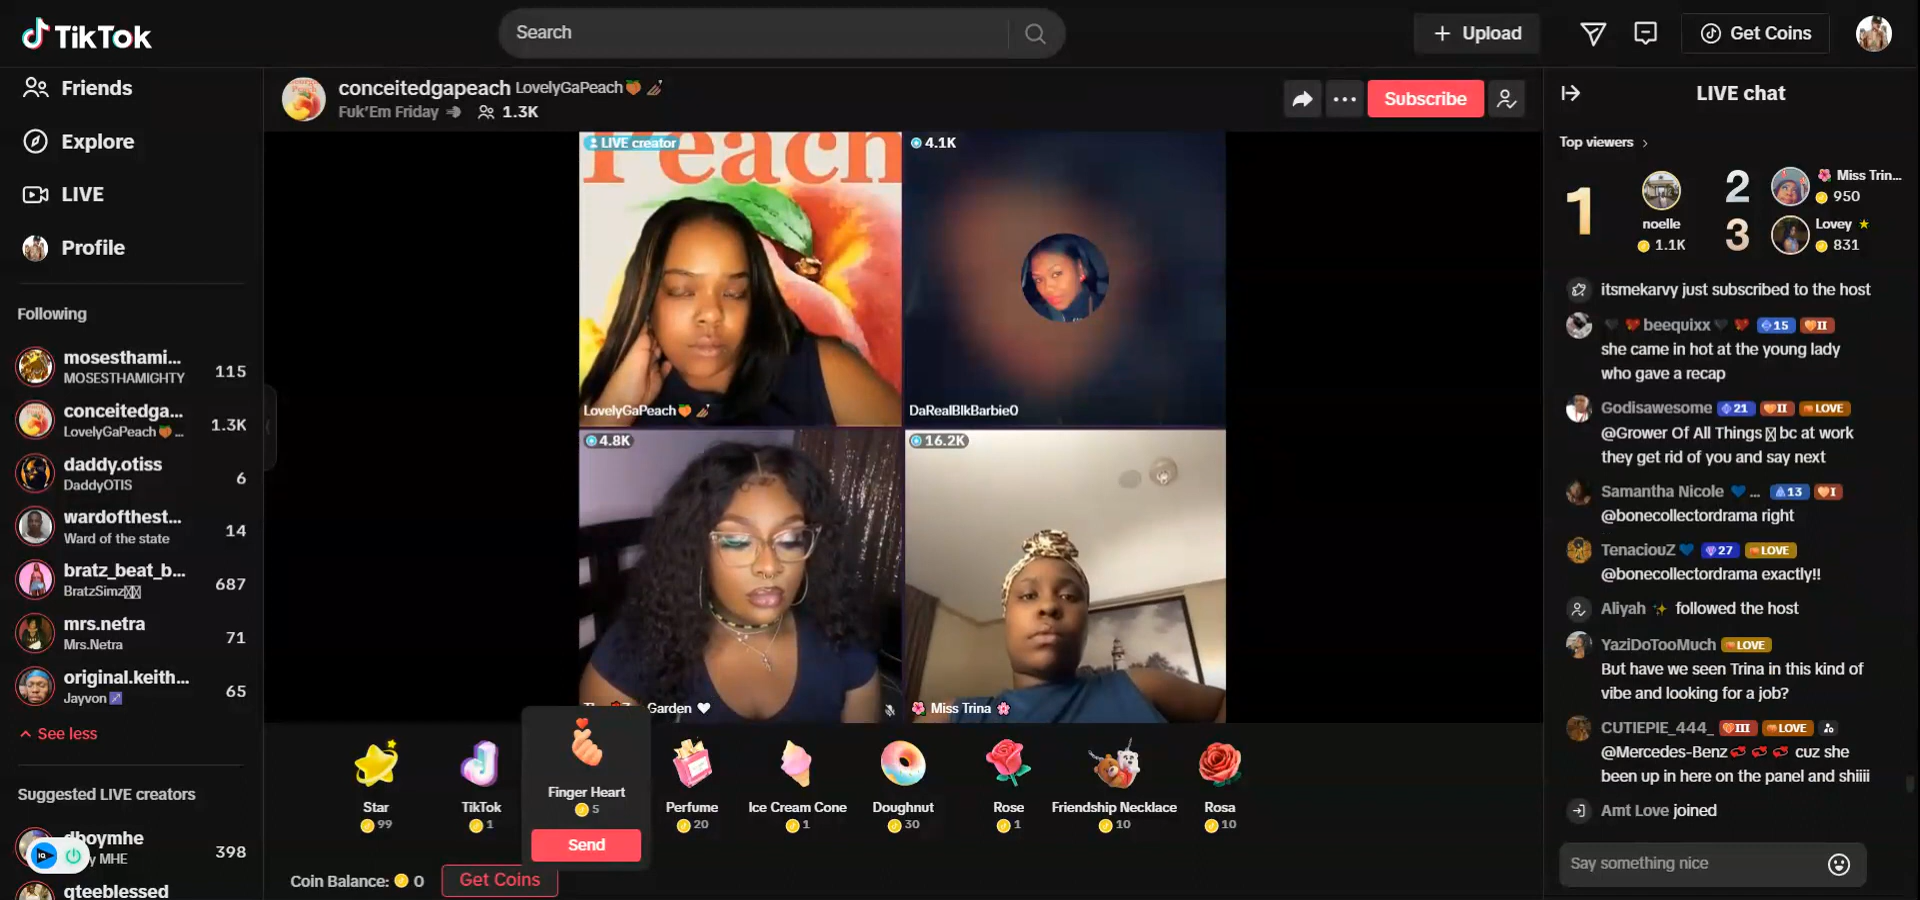 TikTok
Search
Upload
Get Coins
Friends
Explore
LIVE
Profile
Following
mosesthami...
MOSESTHAMIGHTY
115
conceitedga...
LovelyGaPeach🍑 ...
1.3K
daddy.otiss
DaddyOTIS
6
wardofthest...
Ward of the state
14
bratz_beat_b...
BratzSimz
687
mrs.netra
Mrs.Netra
71
original.keith...
Jayvon
65
See less
Suggested LIVE creators
dboymhe
MHE
398
qteeblessed
conceitedgapeach LovelyGaPeach🍑💅🏾
Fuk'Em Friday 💨 1.3K
Subscribe
Peach
LIVE creator
4.1K
LovelyGaPeach🍑💅🏾
DaRealBlkBarbie0
4.8K
16.2K
Garden 🤍
🌸 Miss Trina 🌸
Star
99
TikTok
1
Finger Heart
5
Send
Perfume
20
Ice Cream Cone
1
Doughnut
30
Rose
1
Friendship Necklace
10
Rosa
10
Coin Balance: 0
Get Coins
LIVE chat
Top viewers
1
noelle
1.1K
2
🌸 Miss Trin...
950
3
Lovey ⭐
831
itsmekarvy just subscribed to the host
beequixx 15 II
she came in hot at the young lady
who gave a recap
Godisawesome 21 II LOVE
@Grower Of All Things bc at work
they get rid of you and say next
Samantha Nicole 💙 ... 13 I
@bonecollectordrama right
TenaciouZ 💙 27 LOVE
@bonecollectordrama exactly!!
Aliyah ✨ followed the host
YaziDoTooMuch LOVE
But have we seen Trina in this kind of
vibe and looking for a job?
CUTIEPIE_444_ III LOVE
@Mercedes-Benz💞💞💞 cuz she
been up in here on the panel and shiiii
Amt Love joined
Say something nice